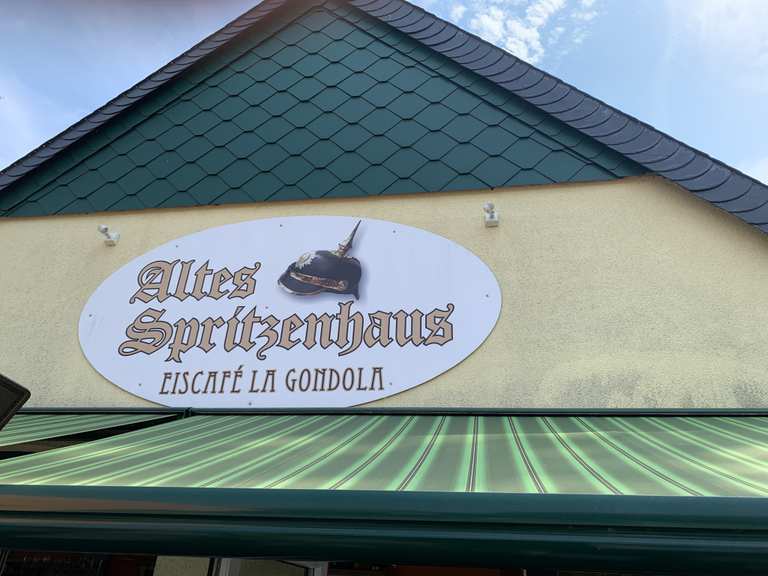 Altes
Spritzenhaus
EISCAFÉ LA GONDOLA